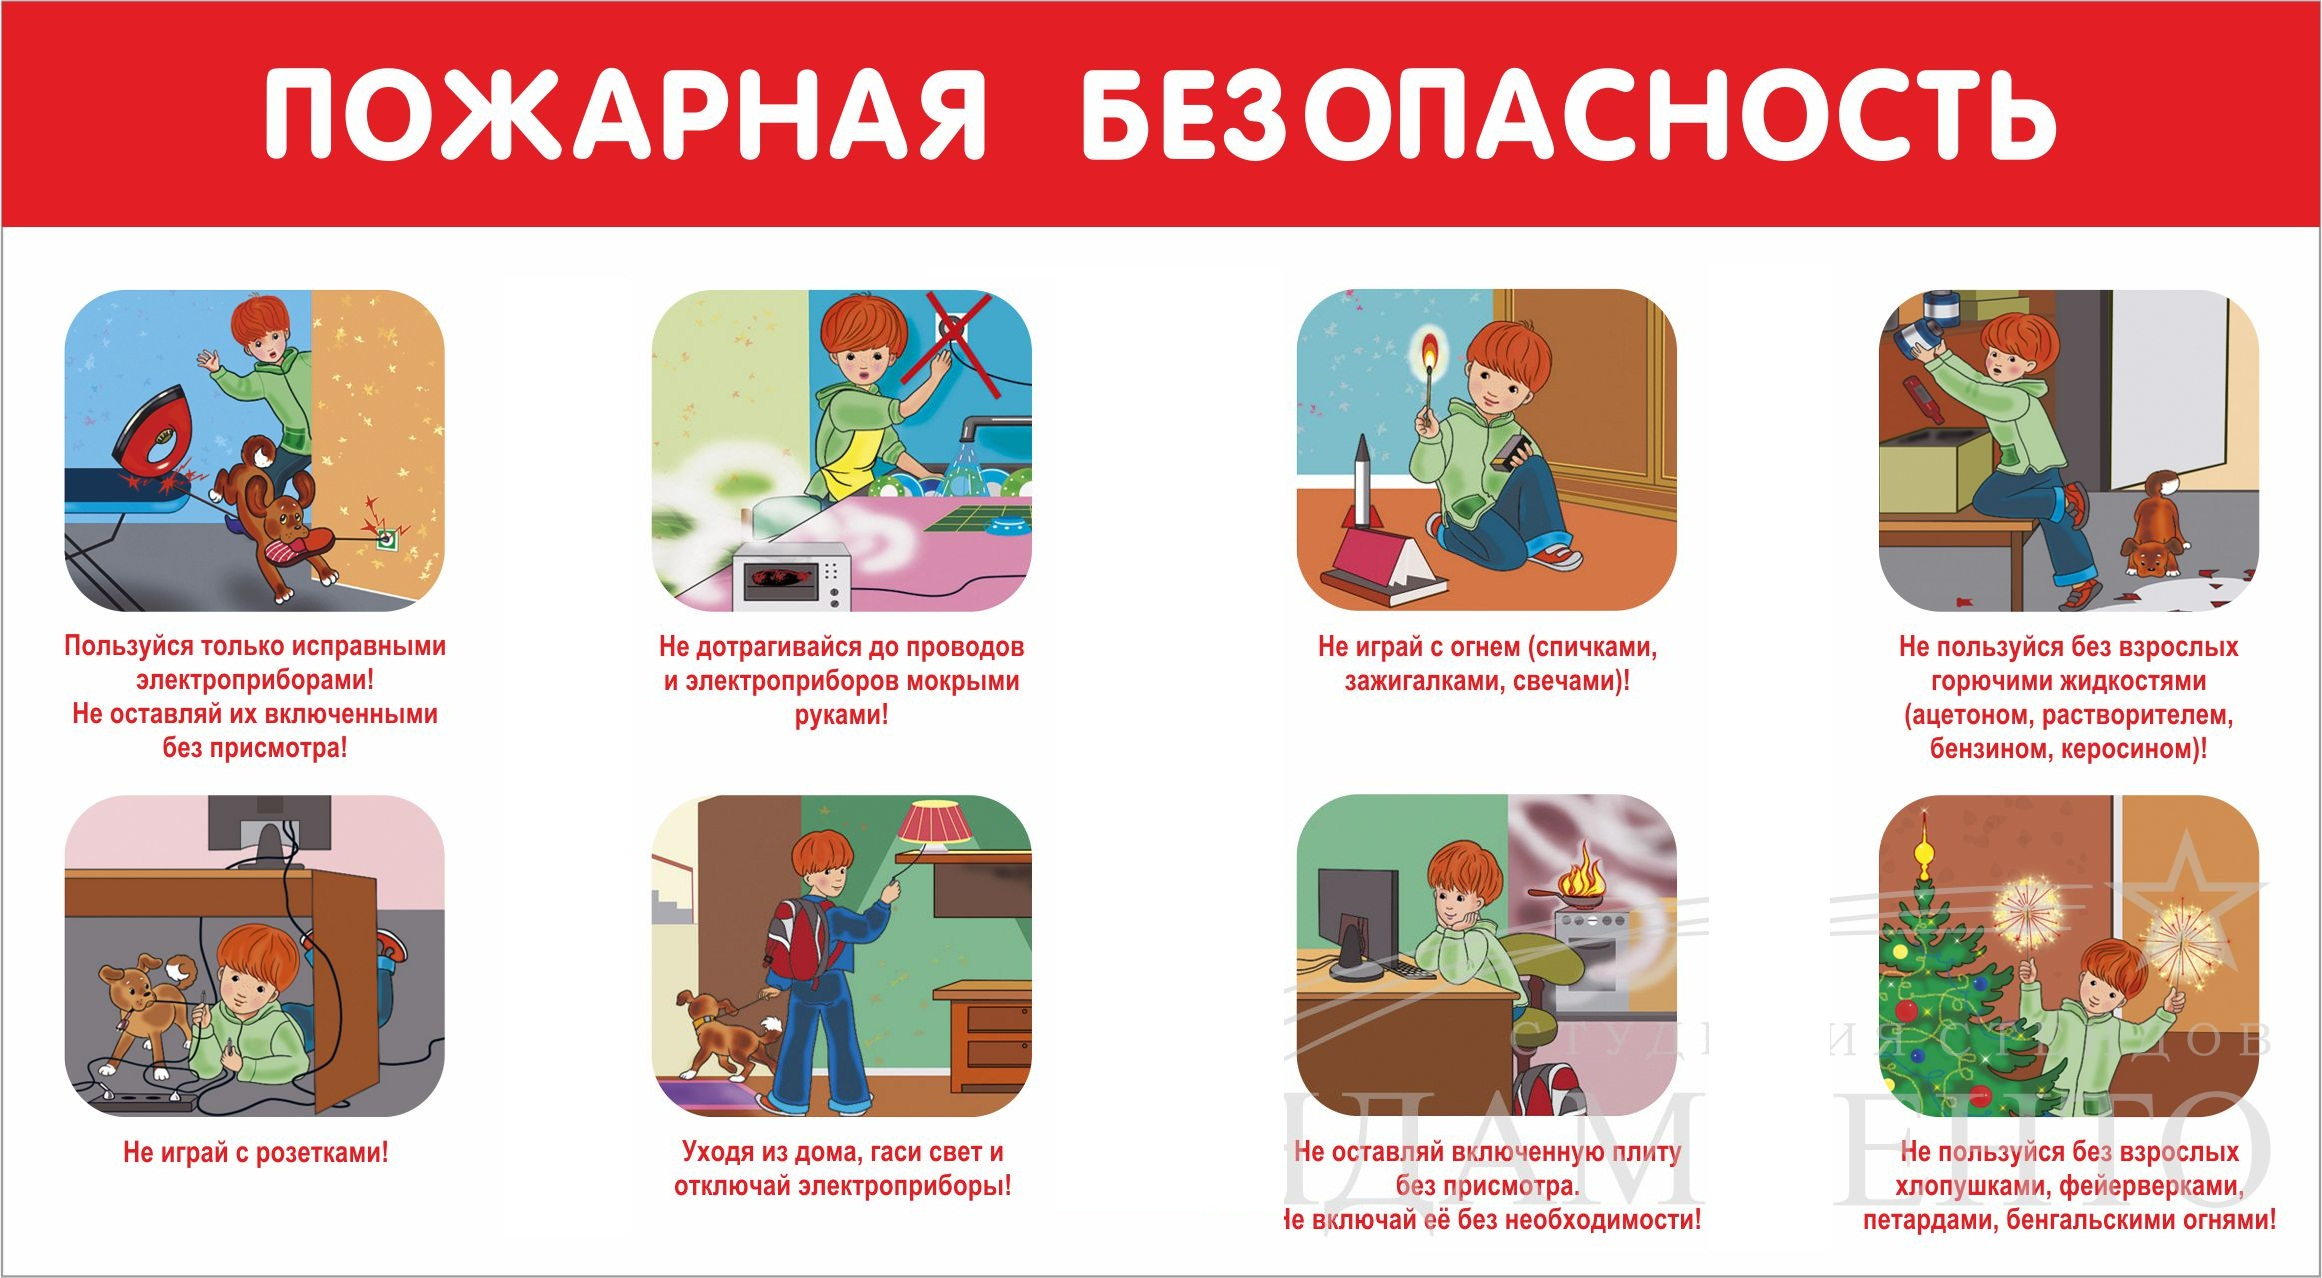 ПОЖАРНАЯ БЕЗОПАСНОСТЬ
Пользуйся только исправными
электроприборами!
Не оставляй их включенными
без присмотра!
Не дотрагивайся до проводов
и электроприборов мокрыми
руками!
Не играй с огнем (спичками,
зажигалками, свечами)!
Не пользуйся без взрослых
горючими жидкостями
(ацетоном, растворителем,
бензином, керосином)!
Не играй с розетками!
Уходя из дома, гаси свет и
отключай электроприборы!
Не оставляй включенную плиту
без присмотра.
Не включай её без необходимости!
Не пользуйся без взрослых
хлопушками, фейерверками,
петардами, бенгальскими огнями!